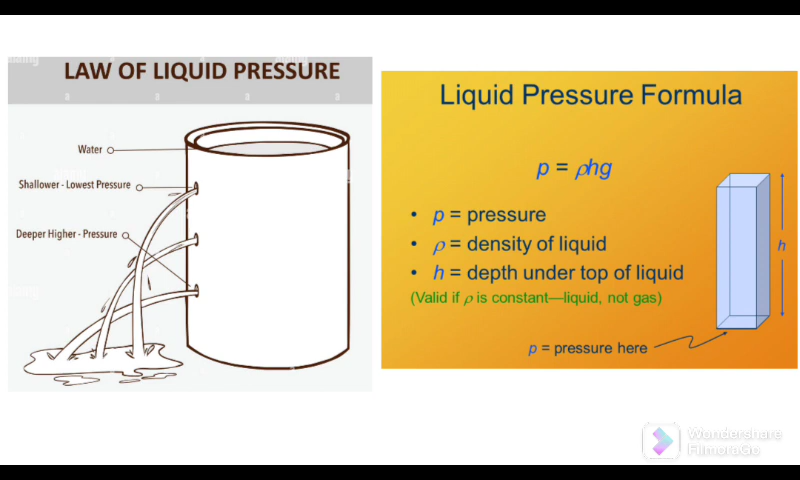 LAW OF LIQUID PRESSURE
Water
Shallower - Lowest Pressure
Deeper Higher - Pressure
Liquid Pressure Formula
p = ρhg
• p = pressure
• ρ = density of liquid
• h = depth under top of liquid
(Valid if ρ is constant—liquid, not gas)
h
p = pressure here
Wondershare
FilmoraGo